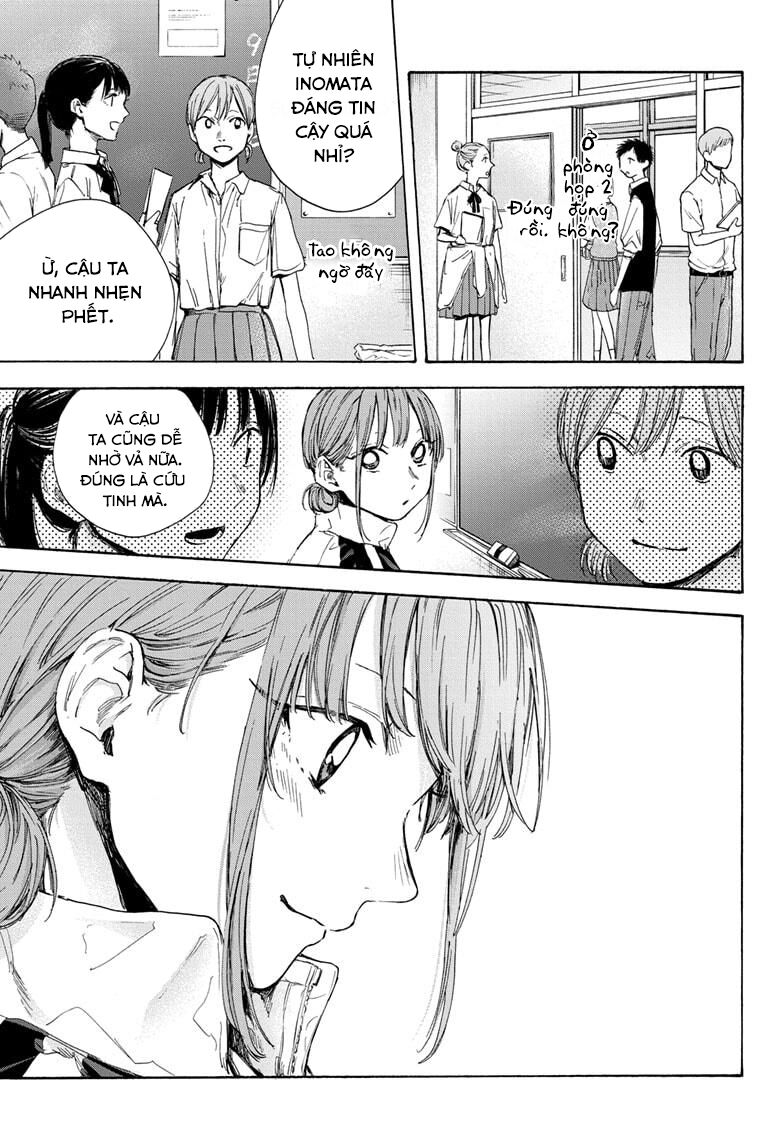 Ở
phòng
họp 2
đúng
không?
Đúng
rồi.
TỰ NHIÊN
INOMATA
ĐÁNG TIN
CẬY QUÁ
NHỈ?
Tao không
ngờ đấy
Ừ, CẬU TA
NHANH NHẸN
PHẾT.
VÀ CẬU
TA CŨNG DỄ
NHỜ VẢ NỮA.
ĐÚNG LÀ CỨU
TINH MÀ.